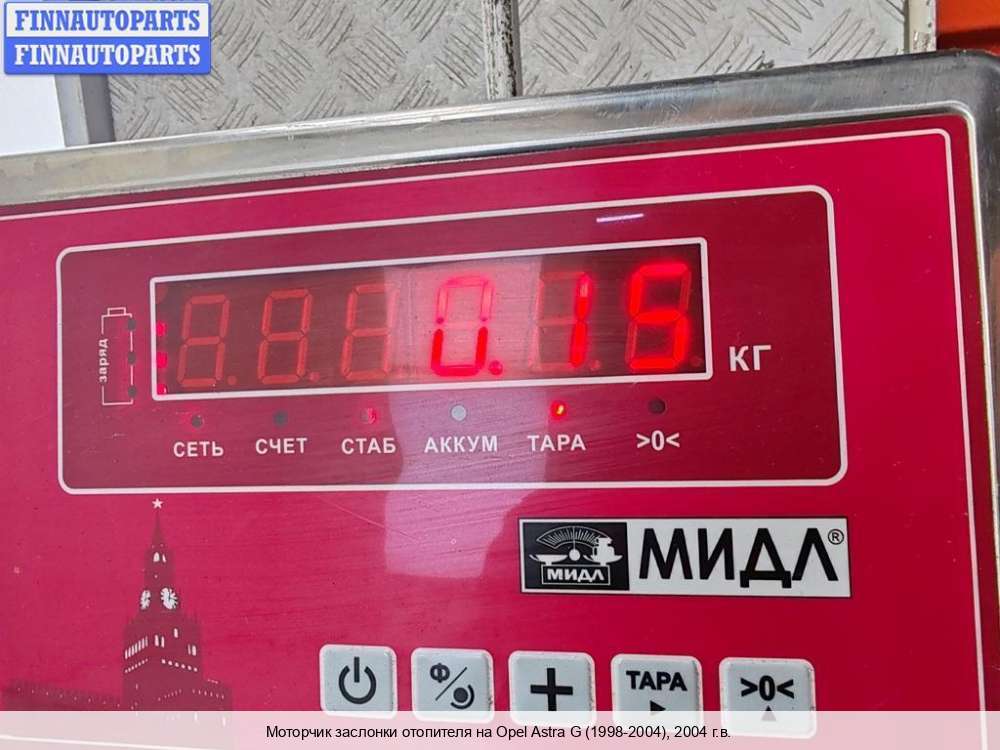 FINNAUTOPARTS
FINNAUTOPARTS
заряд
0.15
КГ
СЕТЬ СЧЕТ СТАБ АККУМ ТАРА >0<
МИДЛ МИДЛ®
Ф ТАРА >0<
Моторчик заслонки отопителя на Opel Astra G (1998-2004), 2004 г.в.